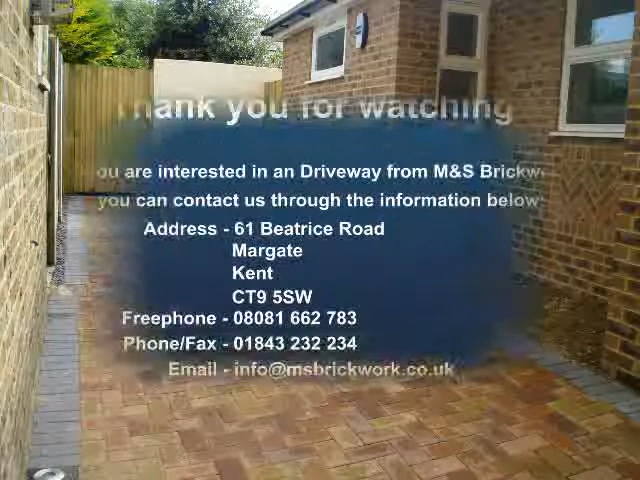 Thank you for watching
ou are interested in an Driveway from M&S Brickw
you can contact us through the information below
Address - 61 Beatrice Road
Margate
Kent
CT9 5SW
Freephone - 08081 662 783
Phone/Fax - 01843 232 234
Email - info@msbrickwork.co.uk